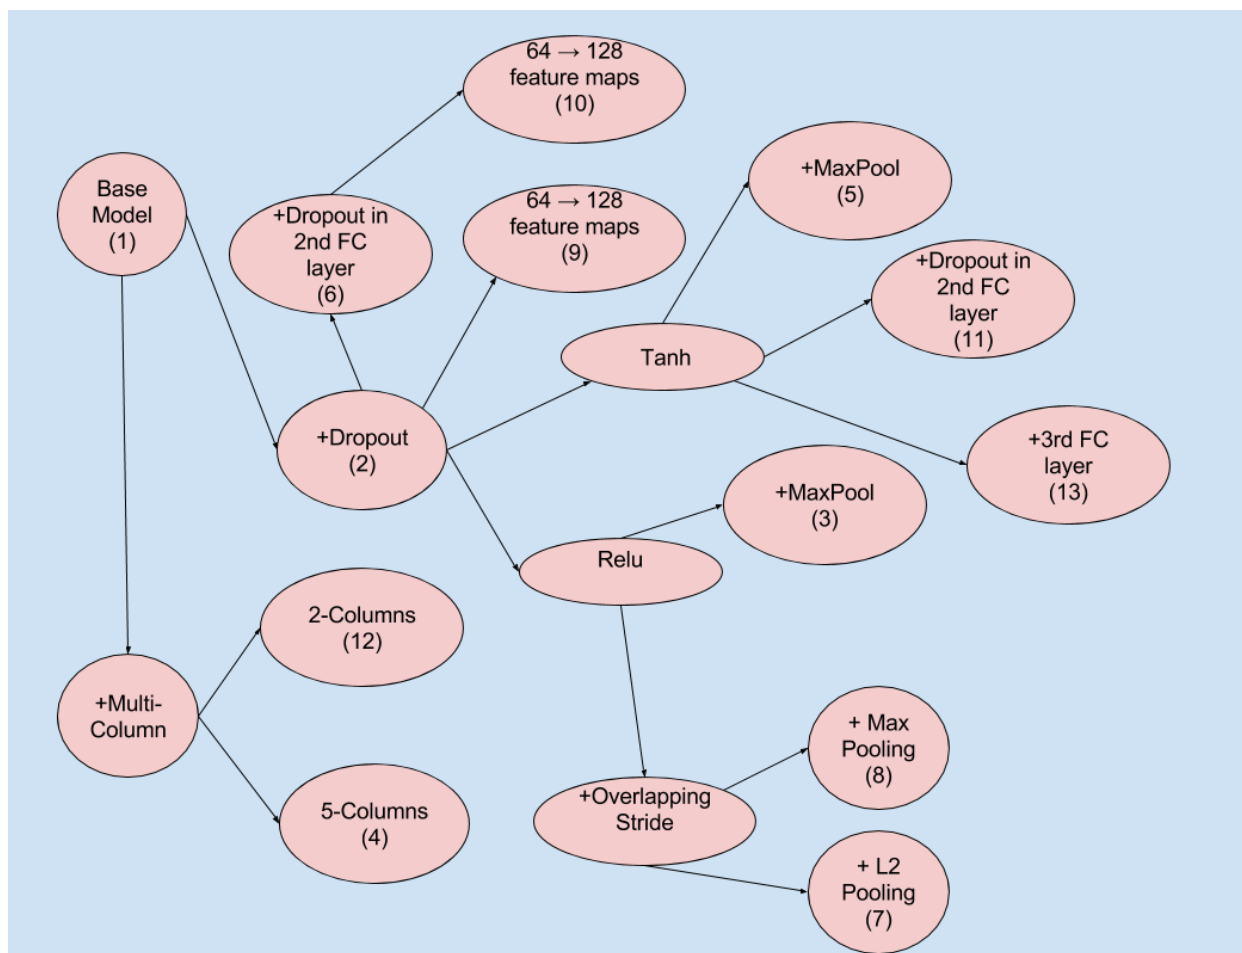 64 → 128
feature maps
(10)
+MaxPool
(5)
Base
Model
(1)
+Dropout in
2nd FC
layer
(6)
64 → 128
feature maps
(9)
+Dropout in
2nd FC
layer
(11)
Tanh
+Dropout
(2)
+3rd FC
layer
(13)
+MaxPool
(3)
Relu
2-Columns
(12)
+Multi-
Column
+ Max
Pooling
(8)
+Overlapping
Stride
5-Columns
(4)
+ L2
Pooling
(7)